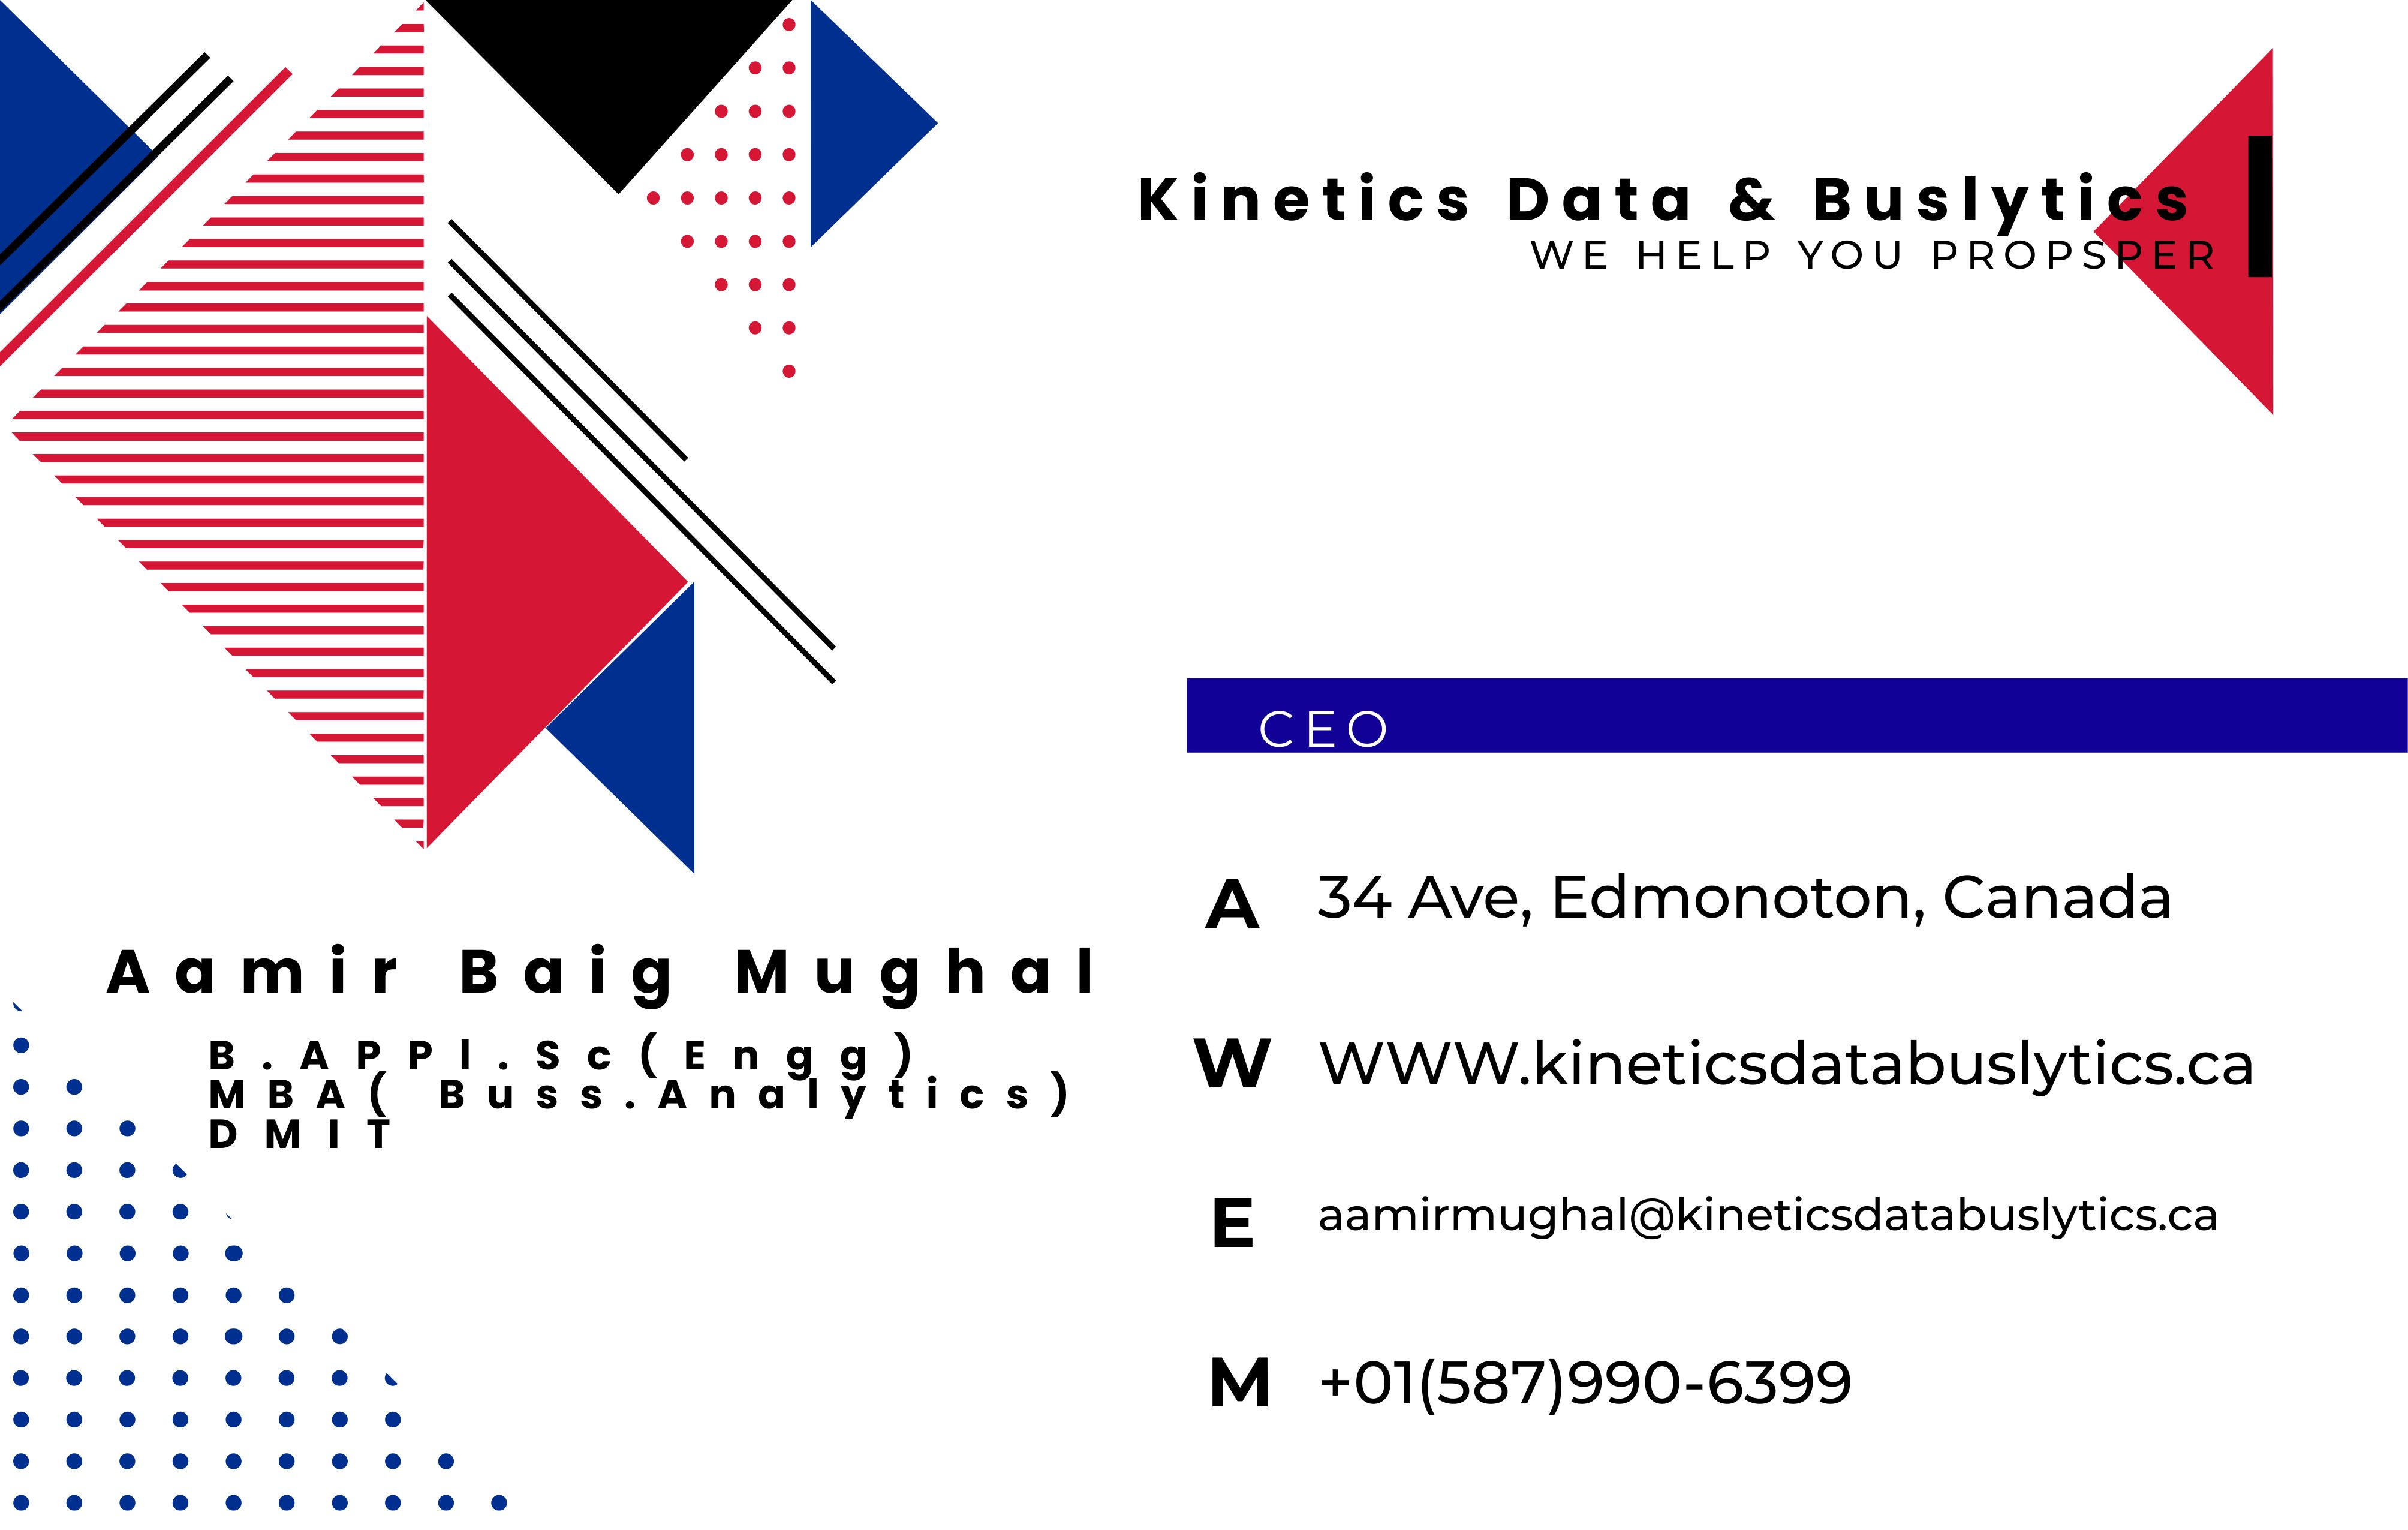 Kinetics Data & Buslytics
WE HELP YOU PROPSPER
CEO
A 34 Ave, Edmonoton, Canada
W WWW.kineticsdatabuslytics.ca
E aamirmughal@kineticsdatabuslytics.ca
M +01(587)990-6399
Aamir Baig Mughal
B.APPl.Sc(Engg)
MBA( Buss.Analytics)
DMIT